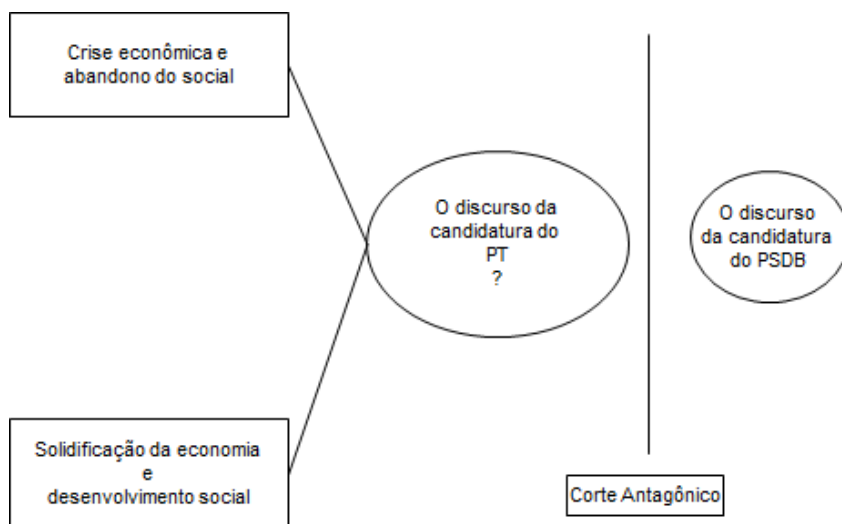 Crise econômica e
abandono do social
O discurso da
candidatura do
PT
?
O discurso
da candidatura
do PSDB
Solidificação da economia
e
desenvolvimento social
Corte Antagônico